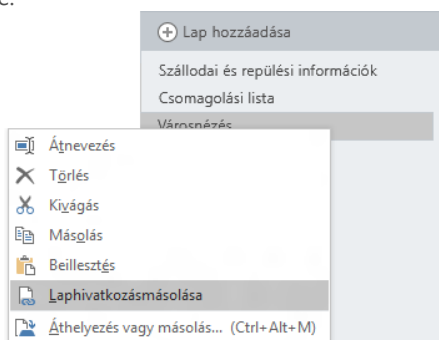 Lap hozzáadása
Szállodai és repülési információk
Csomagolási lista
Városnézés
Átnevezés
Törlés
Kivágás
Másolás
Beillesztés
Laphivatkozásmásolása
Áthelyezés vagy másolás... (Ctrl+Alt+M)